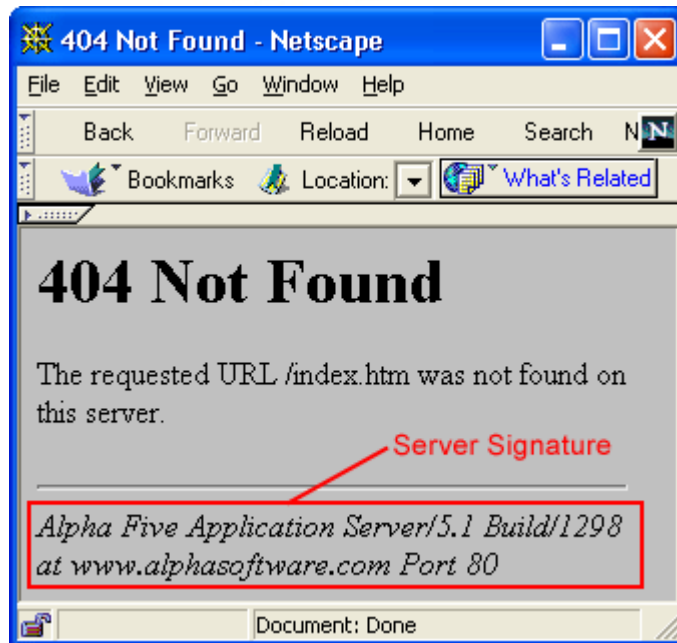 404 Not Found - Netscape
File Edit View Go Window Help
Back Forward Reload Home Search N N
Bookmarks Location: What's Related
404 Not Found
The requested URL /index.htm was not found on
this server.
Server Signature
Alpha Five Application Server/5.1 Build/1298
at www.alphasoftware.com Port 80
Document: Done